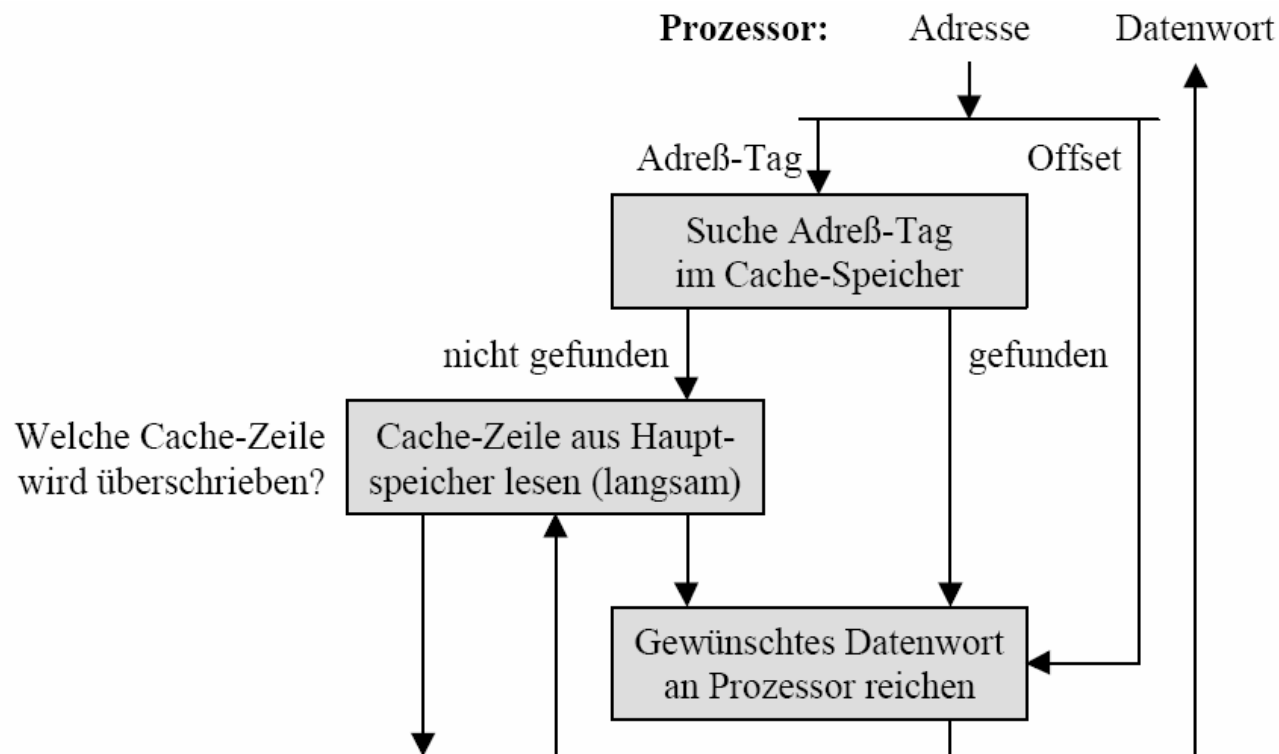 Prozessor: Adresse Datenwort
Adreß-Tag Offset
Suche Adreß-Tag
im Cache-Speicher
nicht gefunden gefunden
Welche Cache-Zeile
wird überschrieben?
Cache-Zeile aus Haupt-
speicher lesen (langsam)
Gewünschtes Datenwort
an Prozessor reichen